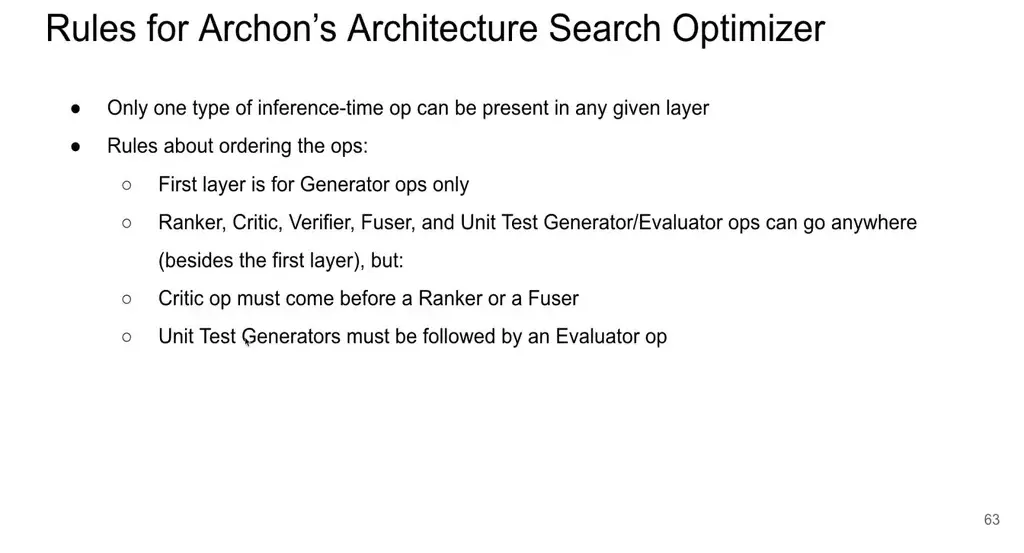 Rules for Archon’s Architecture Search Optimizer
● Only one type of inference-time op can be present in any given layer
● Rules about ordering the ops:
○ First layer is for Generator ops only
○ Ranker, Critic, Verifier, Fuser, and Unit Test Generator/Evaluator ops can go anywhere
(besides the first layer), but:
○ Critic op must come before a Ranker or a Fuser
○ Unit Test Generators must be followed by an Evaluator op
63